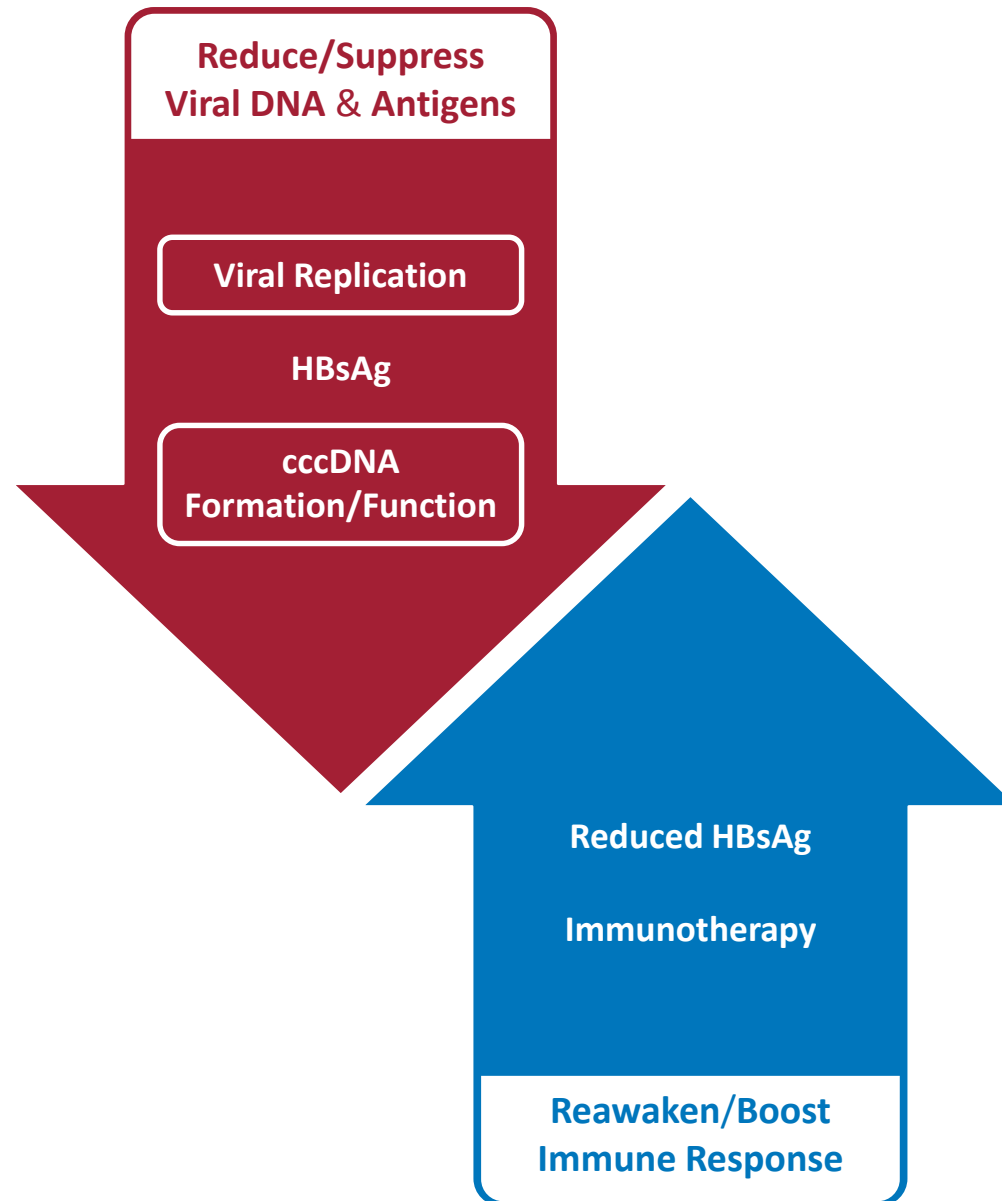 Reduce/Suppress
Viral DNA & Antigens
Viral Replication
HBsAg
cccDNA
Formation/Function
Reduced HBsAg
Immunotherapy
Reawaken/Boost
Immune Response